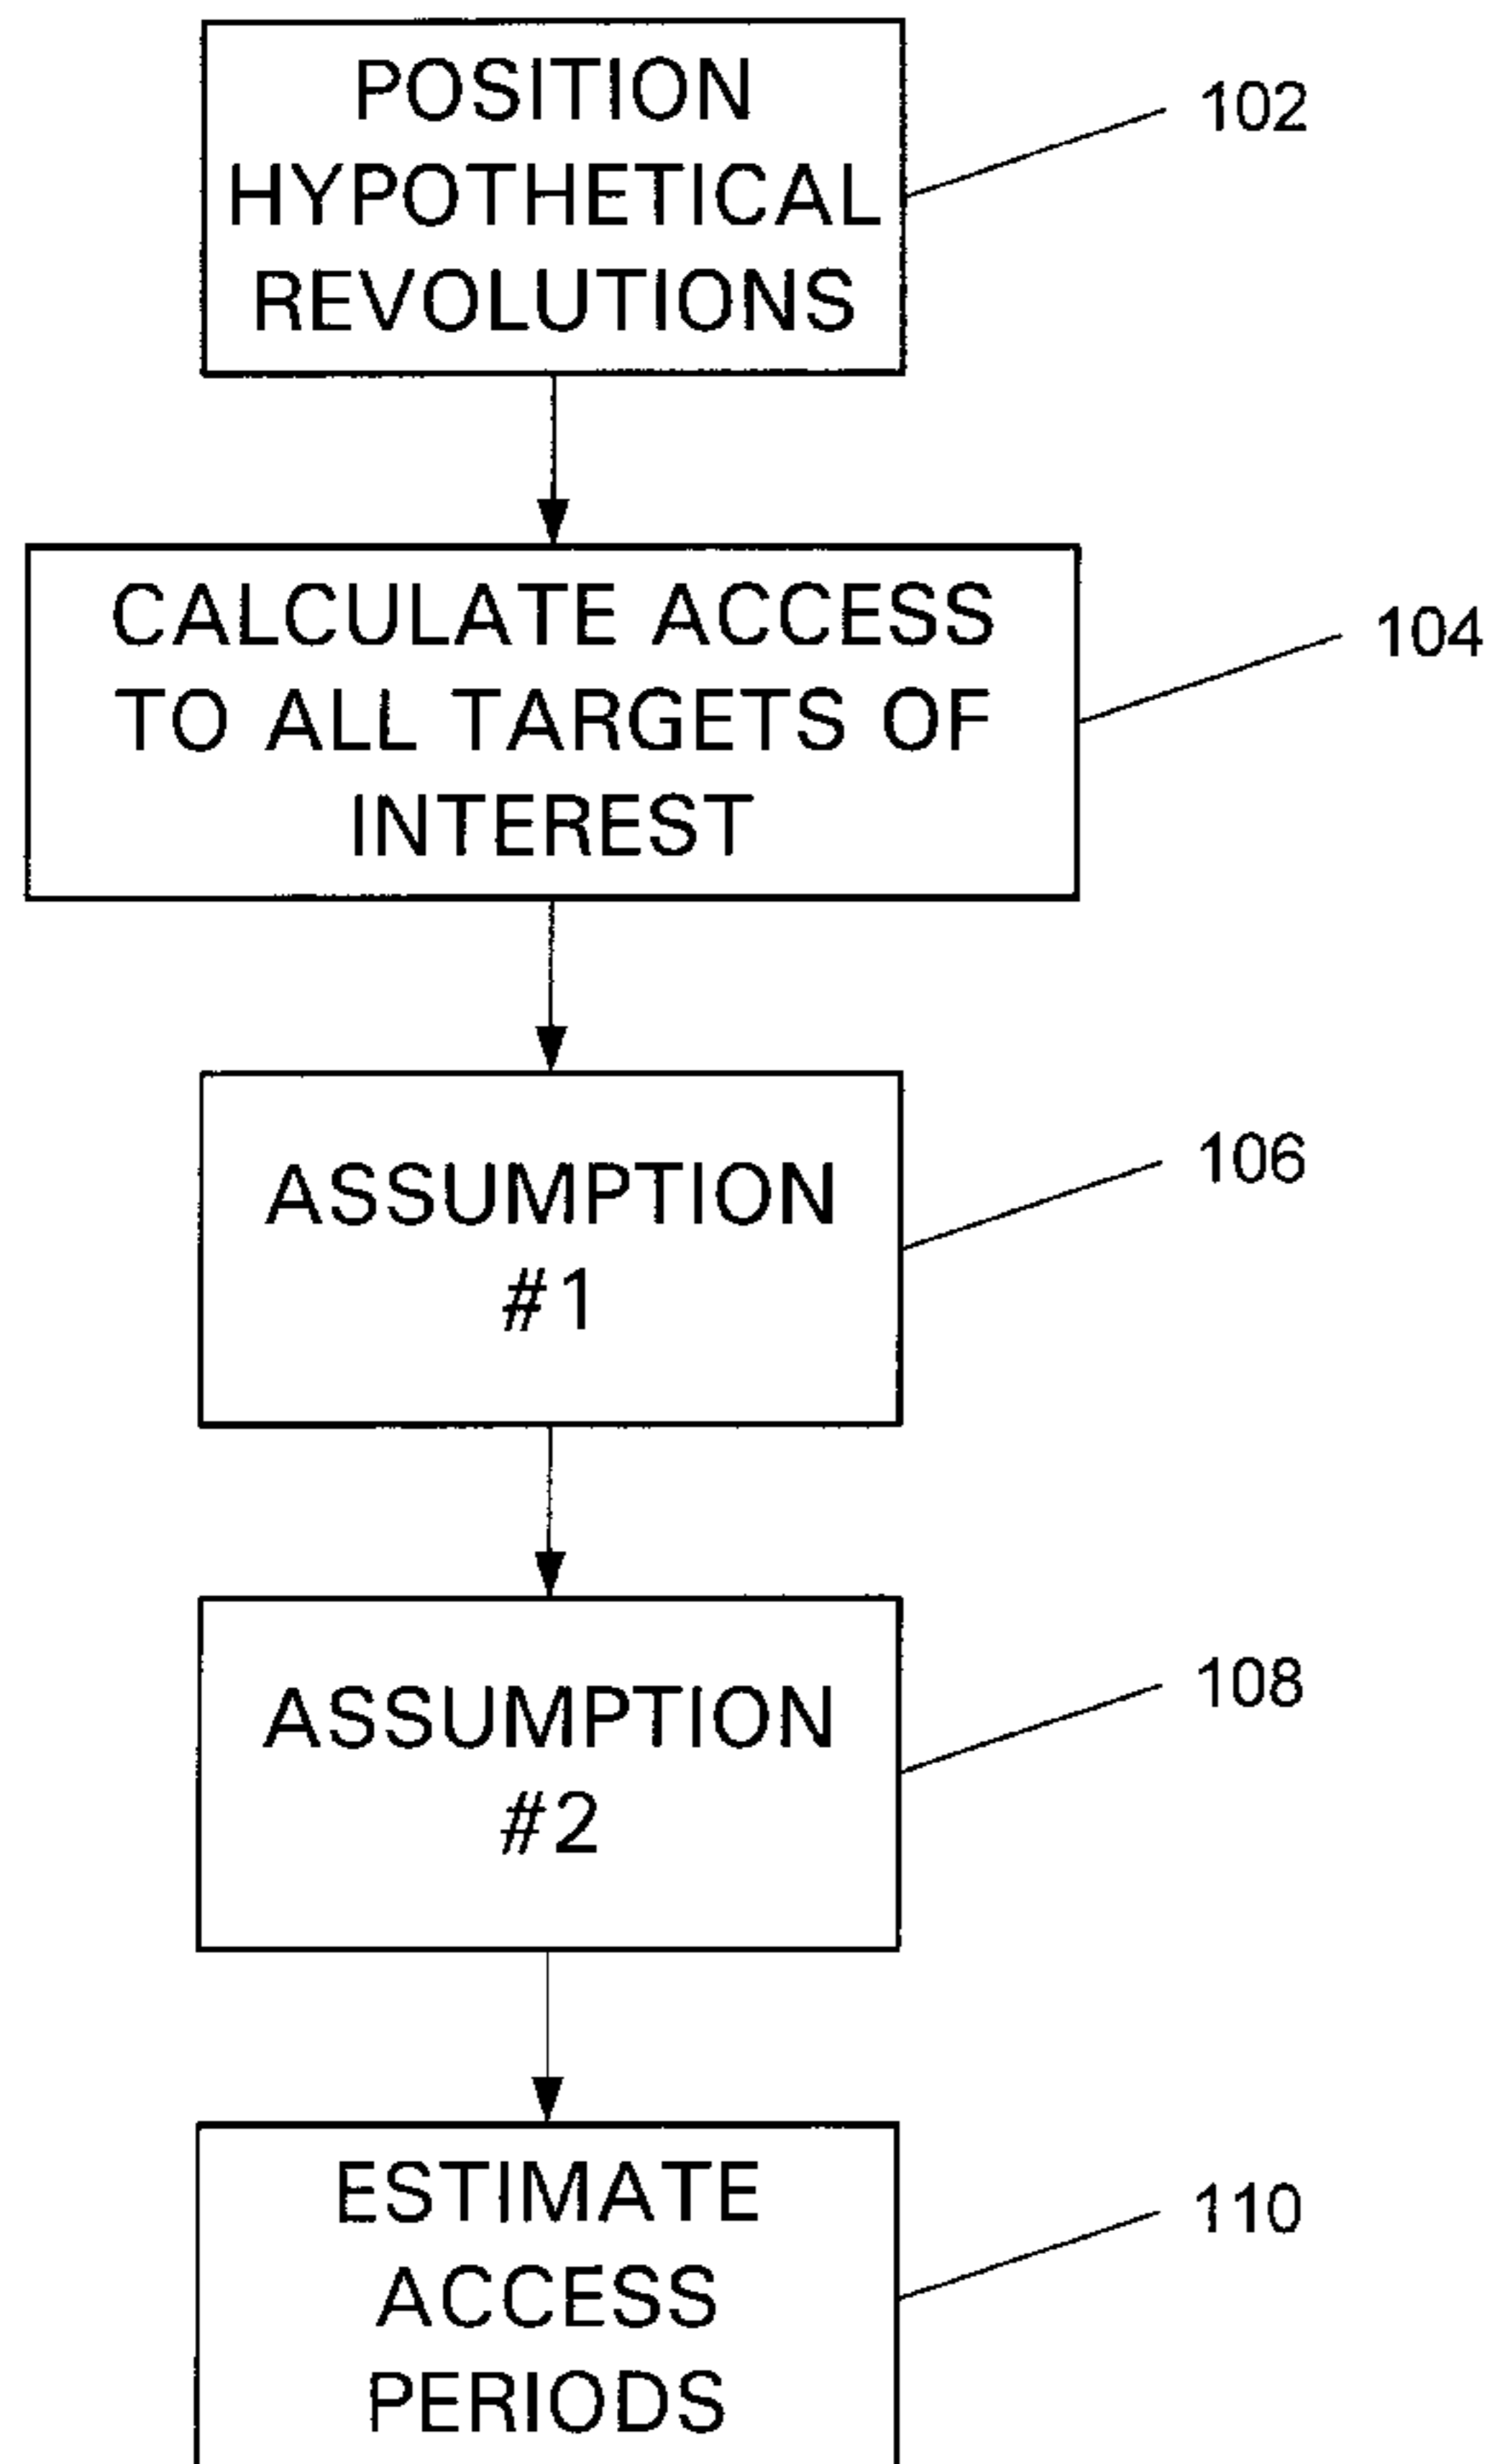 POSITION
HYPOTHETICAL
REVOLUTIONS
102
CALCULATE ACCESS
TO ALL TARGETS OF
INTEREST
104
ASSUMPTION
#1
106
ASSUMPTION
#2
108
ESTIMATE
ACCESS
PERIODS
110